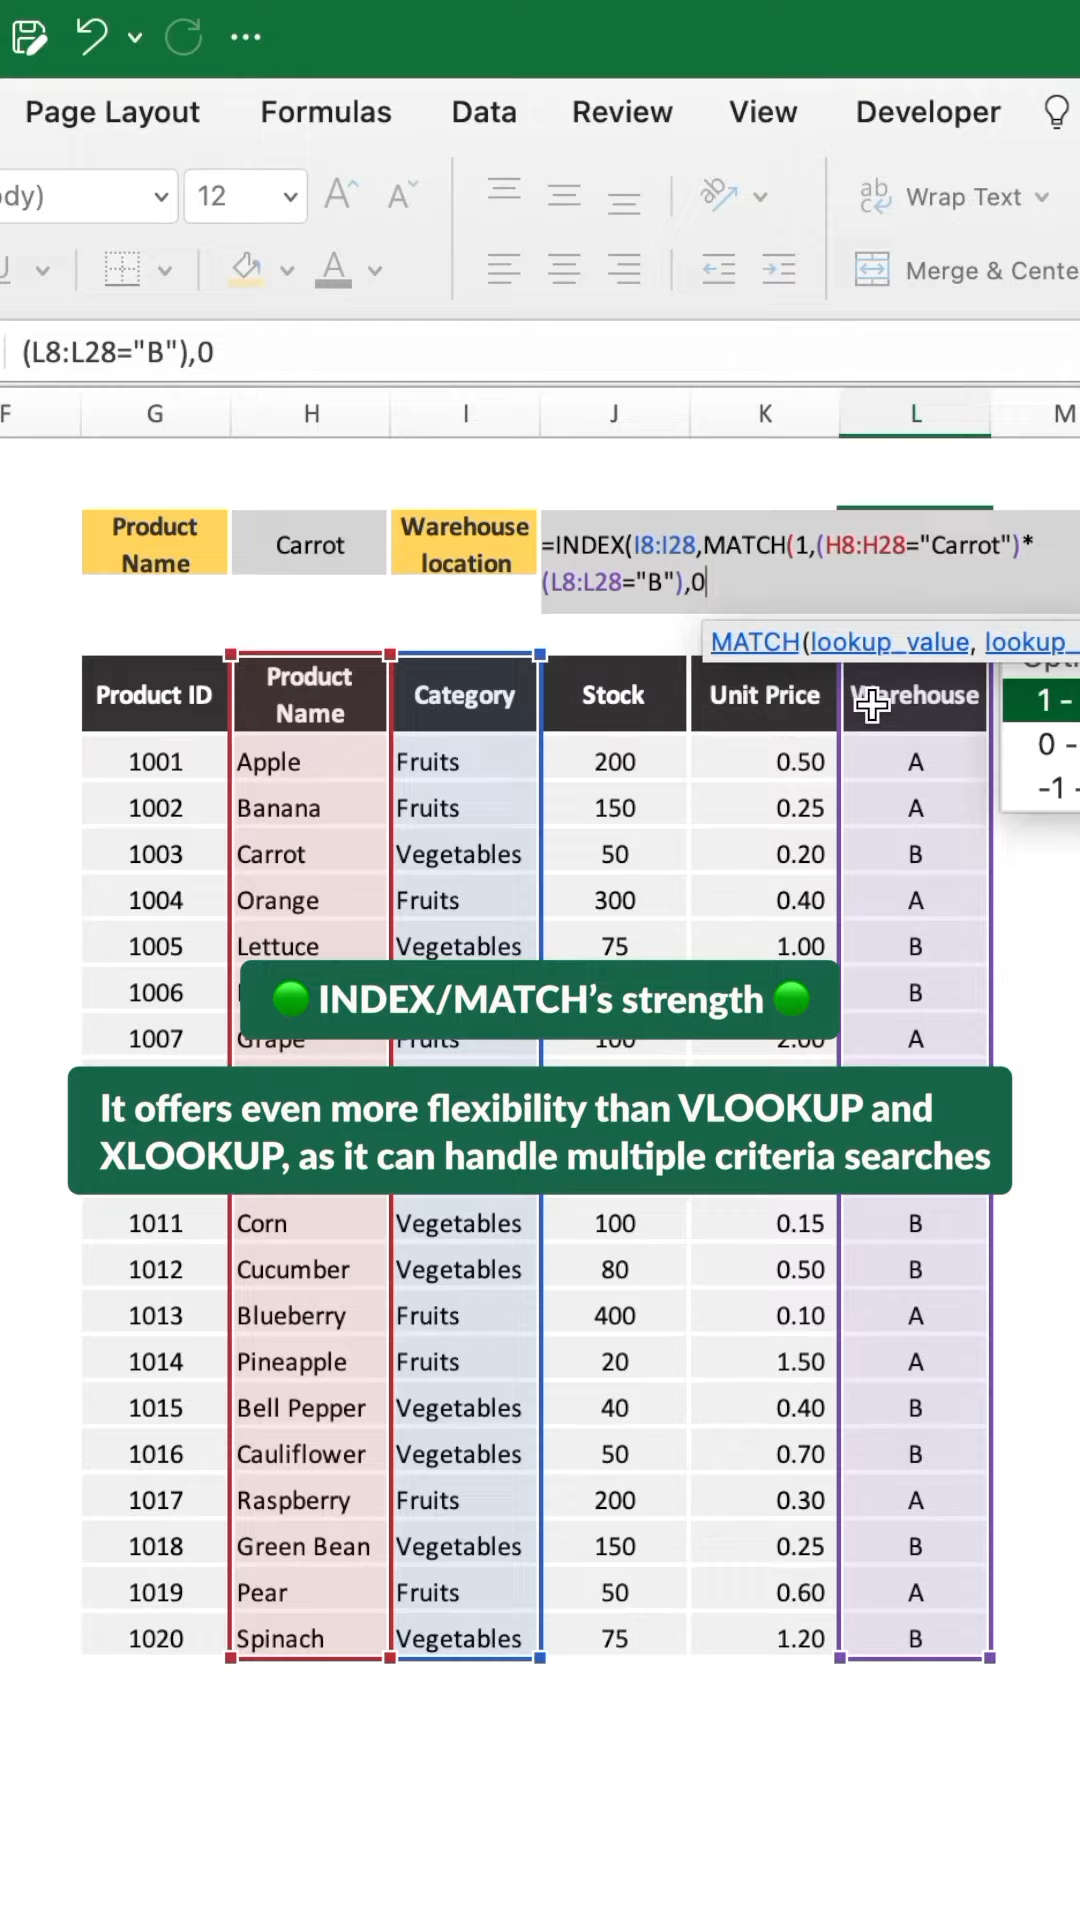 Page Layout Formulas Data Review View Developer
ody) 12 Wrap Text
Merge & Cente
(L8:L28="B"),0
F G H I J K L M
Product Name Carrot Warehouse location =INDEX(I8:I28,MATCH(1,(H8:H28="Carrot")*
(L8:L28="B"),0
MATCH(lookup_value, lookup_
Product ID Product Name Category Stock Unit Price Warehouse
1 -
0 -
-1 -
1001 Apple Fruits 200 0.50 A
1002 Banana Fruits 150 0.25 A
1003 Carrot Vegetables 50 0.20 B
1004 Orange Fruits 300 0.40 A
1005 Lettuce Vegetables 75 1.00 B
1006 B
🟢 INDEX/MATCH’s strength 🟢
1007 Grape Fruits 100 2.00 A
It offers even more flexibility than VLOOKUP and
XLOOKUP, as it can handle multiple criteria searches
1011 Corn Vegetables 100 0.15 B
1012 Cucumber Vegetables 80 0.50 B
1013 Blueberry Fruits 400 0.10 A
1014 Pineapple Fruits 20 1.50 A
1015 Bell Pepper Vegetables 40 0.40 B
1016 Cauliflower Vegetables 50 0.70 B
1017 Raspberry Fruits 200 0.30 A
1018 Green Bean Vegetables 150 0.25 B
1019 Pear Fruits 50 0.60 A
1020 Spinach Vegetables 75 1.20 B